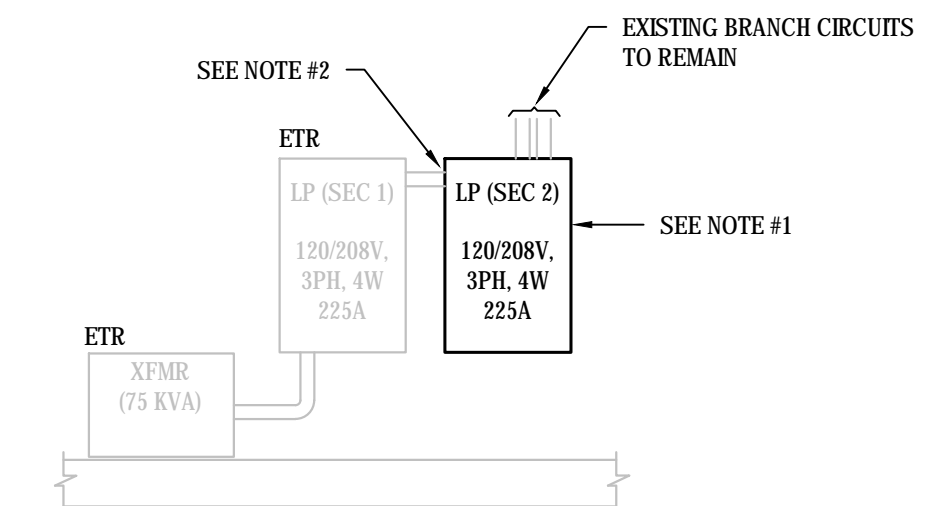 EXISTING BRANCH CIRCUITS
TO REMAIN
SEE NOTE #2
ETR
LP (SEC 1)
120/208V,
3PH, 4W
225A
LP (SEC 2)
120/208V,
3PH, 4W
225A
SEE NOTE #1
ETR
XFMR
(75 KVA)